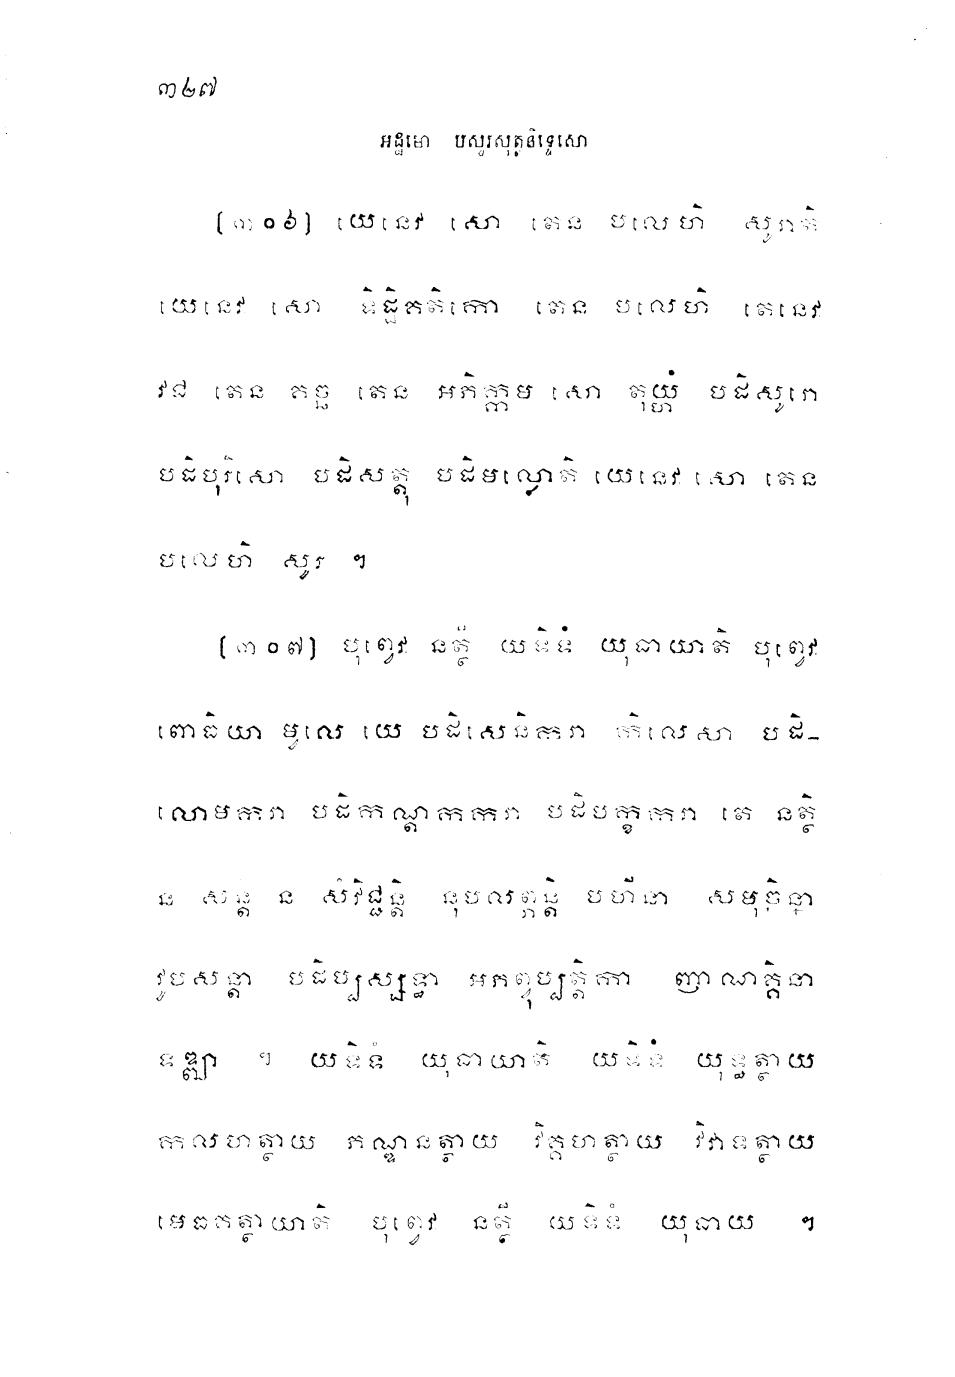 ៣៤៧
អដ្ឋមោ បសូរសុត្តនិទ្ទេសោ
(៣០៦) យេនេវ សោ តេន បលេហិ សូរាតិ
យេនេវ សោ ទិដ្ឋិគតិកោ តេន បលេហិ តេនេវ
វជ តេន គច្ឆ តេន អភិក្កម សោ តុយ្ហំ បដិសូរោ
បដិបុរិសោ បដិសត្តុ បដិមល្លោតិ យេនេវ សោ តេន
បលេហិ សូរ ។
(៣០៧) បុព្វេវ នត្ថិ យទិទំ យុធាយាតិ បុព្វេវ
ពោធិយា មូលេ យេ បដិសេនិករា កិលេសា បដិ-
លោមករា បដិកណ្ដកករា បដិបក្ខករា តេ នត្ថិ
ន សន្ត ន សំវិជ្ជន្តិ នុបលព្ភន្តិ បហីនា សមុច្ឆិន្នា
វូបសន្តា បដិប្បស្សទ្ធា អភព្វុប្បត្តិកា ញាណគ្គិនា
ទឌ្ឍា ។ យទិទំ យុធាយាតិ យទិទំ យុទ្ធត្ថាយ
កលហត្ថាយ ភណ្ឌនត្ថាយ វិគ្គហត្ថាយ វិវាទត្ថាយ
មេធគត្ថាយាតិ បុព្វេវ នត្ថិ យទិទំ យុធាយ ។